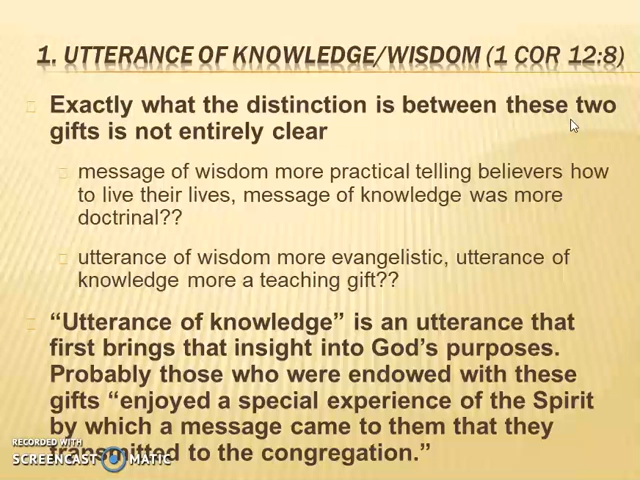 1. UTTERANCE OF KNOWLEDGE/WISDOM (1 COR 12:8)
Exactly what the distinction is between these two
gifts is not entirely clear
message of wisdom more practical telling believers how
to live their lives, message of knowledge was more
doctrinal??
utterance of wisdom more evangelistic, utterance of
knowledge more a teaching gift??
“Utterance of knowledge” is an utterance that
first brings that insight into God’s purposes.
Probably those who were endowed with these
gifts “enjoyed a special experience of the Spirit
by which a message came to them that they
transmitted to the congregation.”
RECORDED WITH
SCREENCAST MATIC